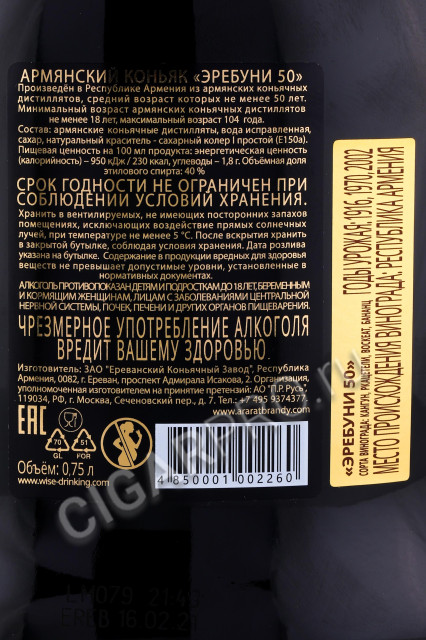 АРМЯНСКИЙ КОНЬЯК «ЭРЕБУНИ 50»
Произведён в Республике Армения из армянских коньячных
дистиллятов, средний возраст которых не менее 50 лет.
Минимальный возраст армянских коньячных дистиллятов
не менее 18 лет, максимальный возраст 104 года.
Состав: армянские коньячные дистилляты, вода исправленная,
сахар, натуральный краситель - сахарный колер I простой (Е150а).
Пищевая ценность на 100 мл продукта: энергетическая ценность
(калорийность) – 950 кДж / 230 ккал, углеводы – 1,8 г. Объёмная доля
этилового спирта: 40 %
СРОК ГОДНОСТИ НЕ ОГРАНИЧЕН ПРИ
СОБЛЮДЕНИИ УСЛОВИЙ ХРАНЕНИЯ.
Хранить в вентилируемых, не имеющих посторонних запахов
помещениях, исключающих воздействие прямых солнечных
лучей, при температуре не менее 5 °С. После вскрытия хранить
в закрытой бутылке, соблюдая условия хранения. Дата розлива
указана на бутылке. Содержание в продукции вредных для здоровья
веществ не превышает допустимые уровни, установленные в
нормативных документах.
АЛКОГОЛЬ ПРОТИВОПОКАЗАН ДЕТЯМ И ПОДРОСТКАМ ДО 18 ЛЕТ, БЕРЕМЕННЫМ
И КОРМЯЩИМ ЖЕНЩИНАМ, ЛИЦАМ С ЗАБОЛЕВАНИЯМИ ЦЕНТРАЛЬНОЙ
НЕРВНОЙ СИСТЕМЫ, ПОЧЕК, ПЕЧЕНИ И ДРУГИХ ОРГАНОВ ПИЩЕВАРЕНИЯ.
ЧРЕЗМЕРНОЕ УПОТРЕБЛЕНИЕ АЛКОГОЛЯ
ВРЕДИТ ВАШЕМУ ЗДОРОВЬЮ.
Изготовитель: ЗАО "Ереванский Коньячный Завод", Республика
Армения, 0082, г. Ереван, проспект Адмирала Исакова, 2. Организация,
уполномоченная изготовителем на принятие претензий: АО "П.Р.Русь",
119034, РФ, г. Москва, Сеченовский пер., д. 7. Тел.: +7 495 9374377.
www.araratbrandy.com
EAC
70
GL
51
FOR
Объём: 0,75 л
www.wise-drinking.com
4 850001 002260
«ЭРЕБУНИ 50»
ГОДЫ УРОЖАЯ 1916, 1970, 2002
СОРТА ВИНОГРАДА: КАНГУН, РКАЦИТЕЛИ, ВОСКЕАТ, БАНАНЦ
МЕСТО ПРОИСХОЖДЕНИЯ ВИНОГРАДА: РЕСПУБЛИКА АРМЕНИЯ